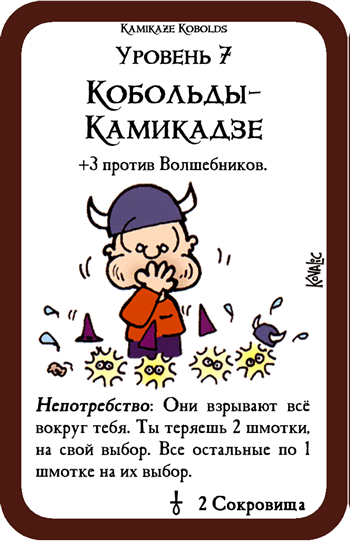 Kamikaze Kobolds
Уровень 7
Кобольды-
Камикадзе
+3 против Волшебников.
Kovalic
Непотребство: Они взрывают всё
вокруг тебя. Ты теряешь 2 шмотки,
на свой выбор. Все остальные по 1
шмотке на их выбор.
2 Сокровища